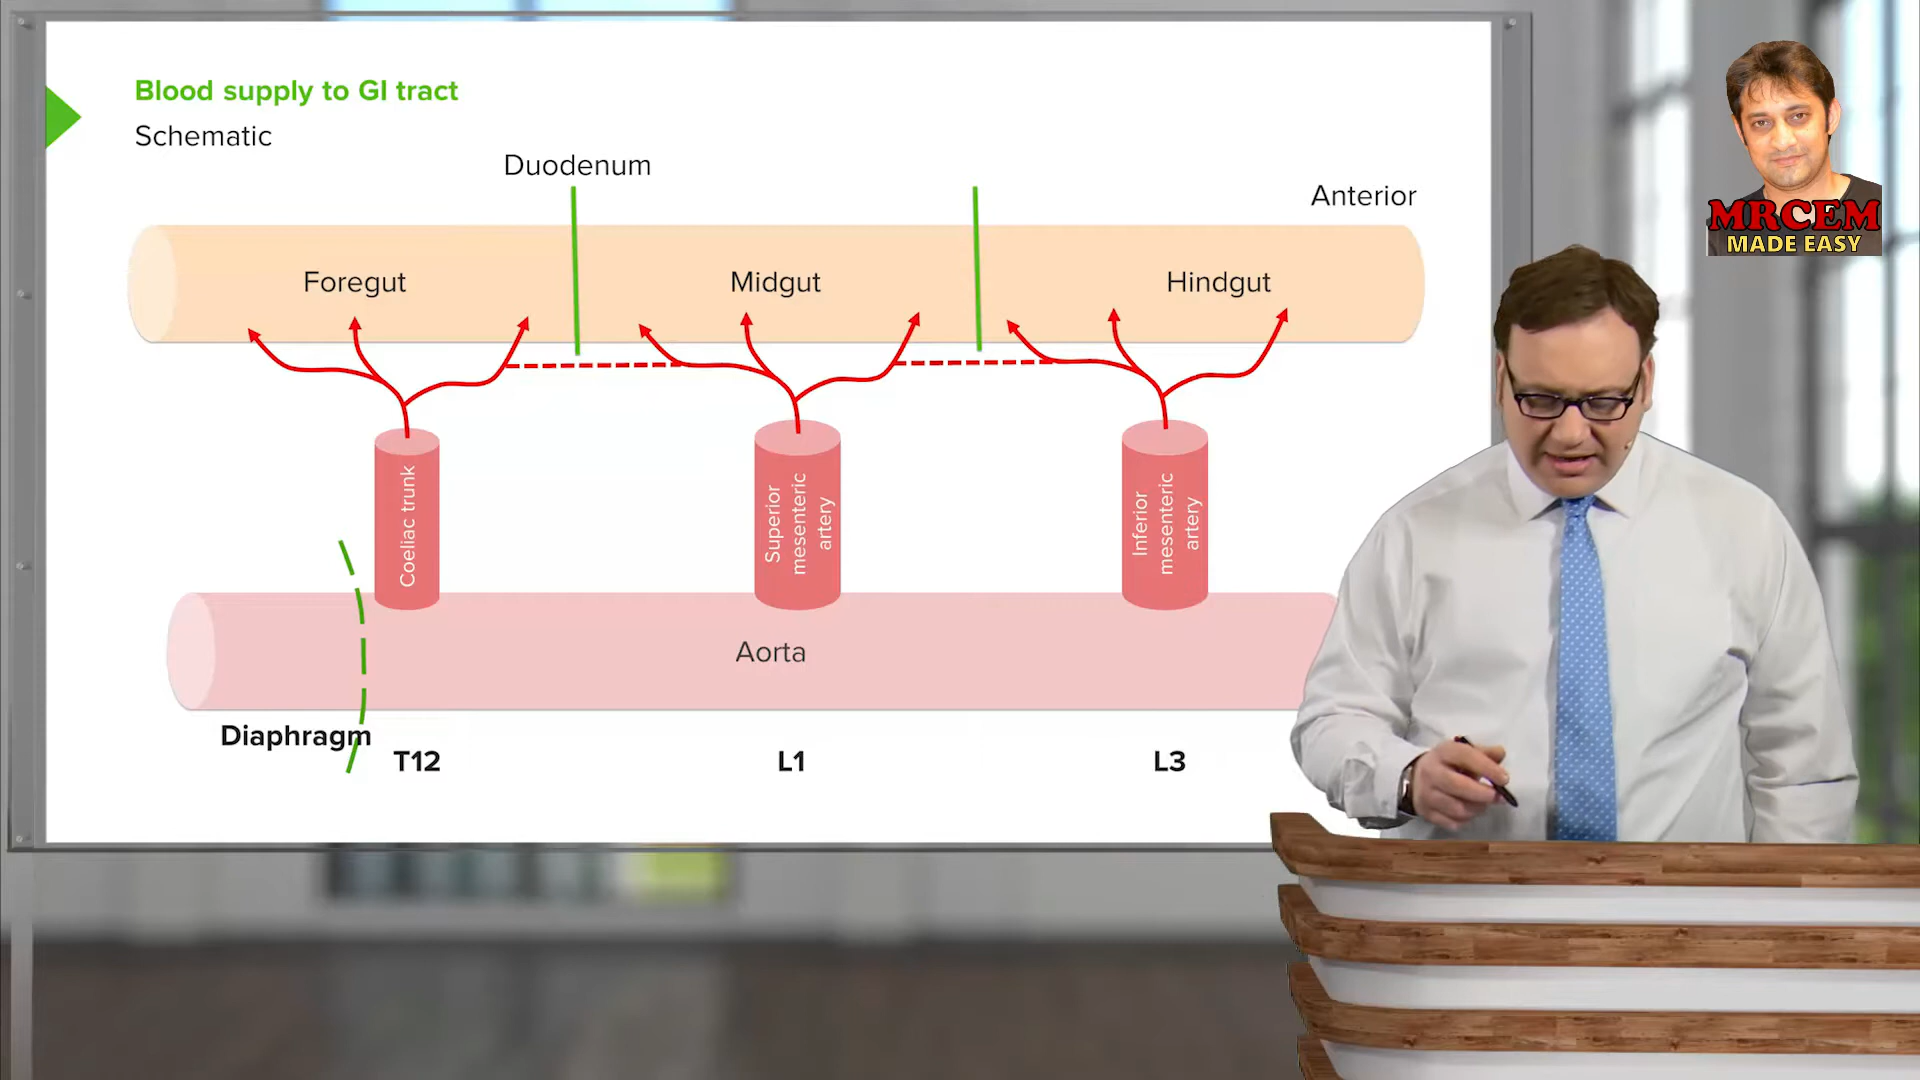 Blood supply to GI tract
Schematic
Duodenum
Anterior
Foregut
Midgut
Hindgut
Coeliac trunk
Superior
mesenteric
artery
Inferior
mesenteric
artery
Aorta
Diaphragm
T12
L1
L3
MRCEM
MADE EASY